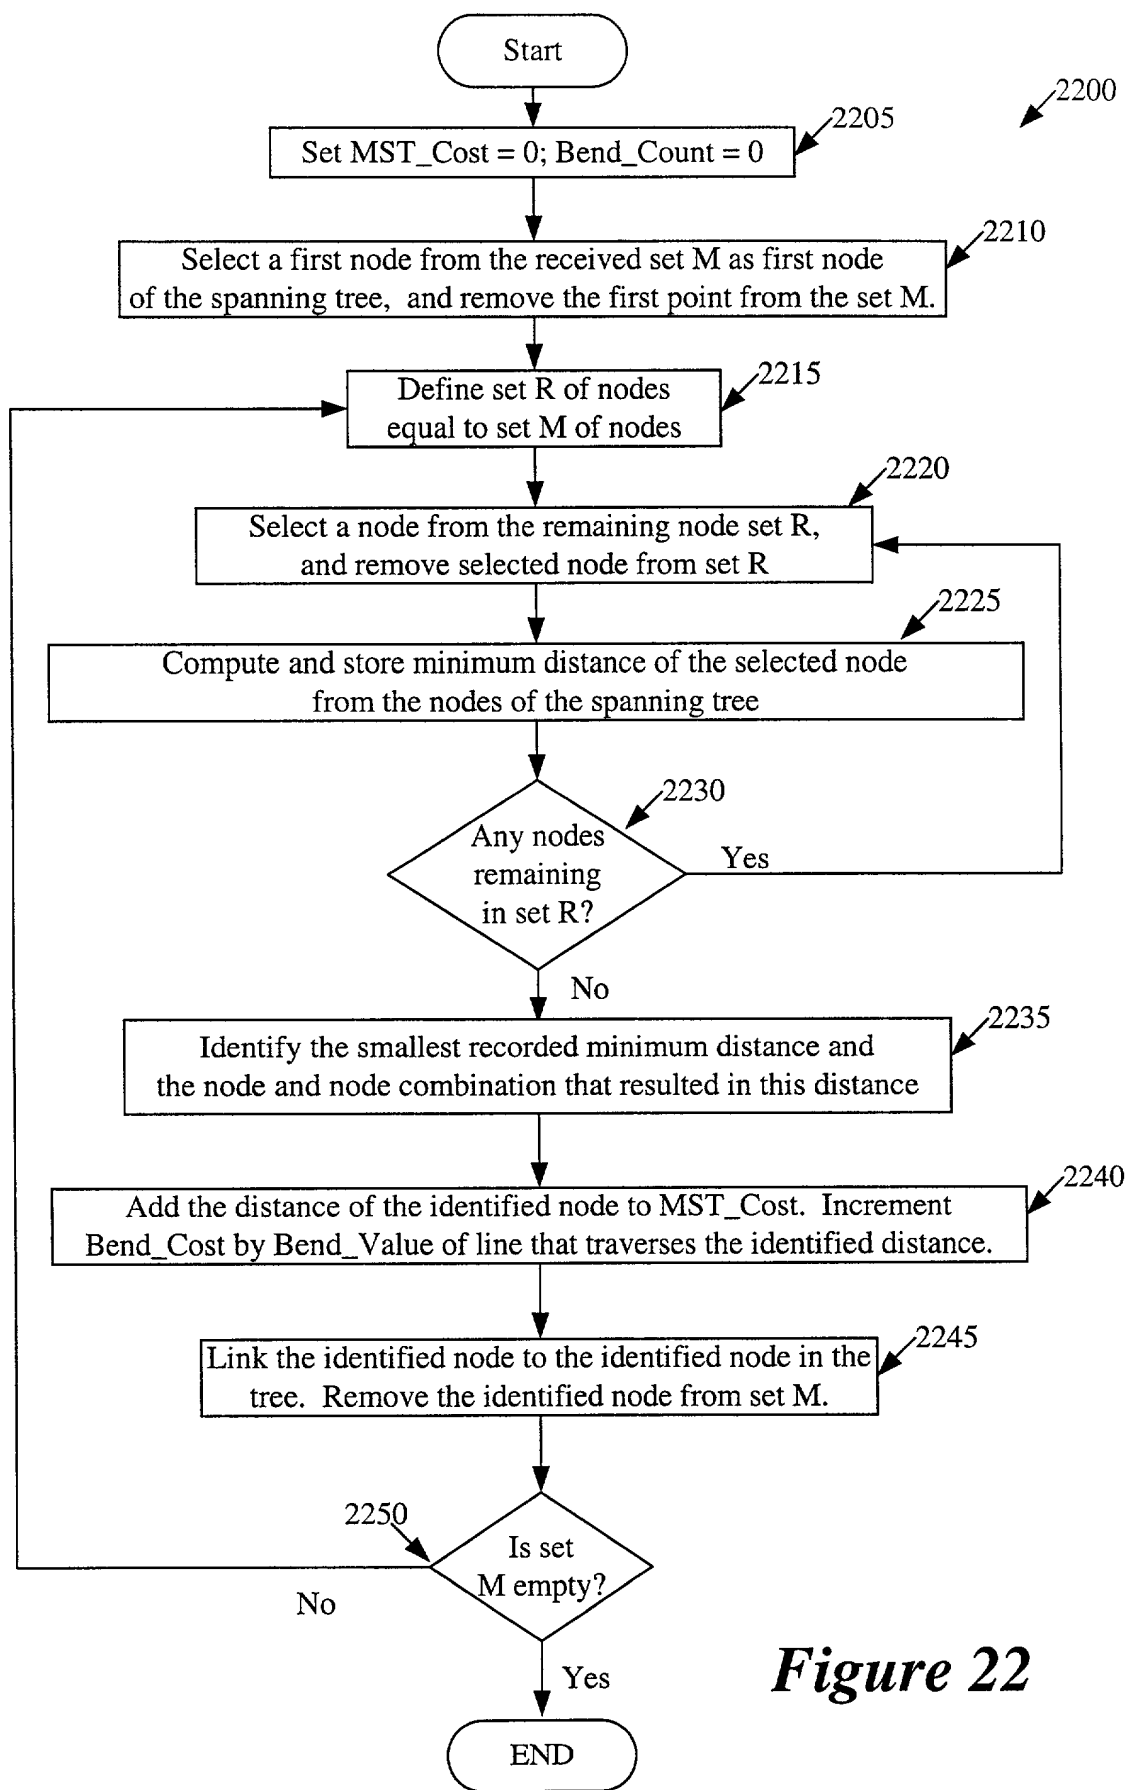 Start
2200
2205
Set MST_Cost = 0; Bend_Count = 0
2210
Select a first node from the received set M as first node
of the spanning tree, and remove the first point from the set M.
2215
Define set R of nodes
equal to set M of nodes
2220
Select a node from the remaining node set R,
and remove selected node from set R
2225
Compute and store minimum distance of the selected node
from the nodes of the spanning tree
2230
Any nodes
remaining
in set R?
Yes
No
2235
Identify the smallest recorded minimum distance and
the node and node combination that resulted in this distance
2240
Add the distance of the identified node to MST_Cost. Increment
Bend_Cost by Bend_Value of line that traverses the identified distance.
2245
Link the identified node to the identified node in the
tree. Remove the identified node from set M.
2250
Is set
M empty?
No
Yes
Figure 22
END